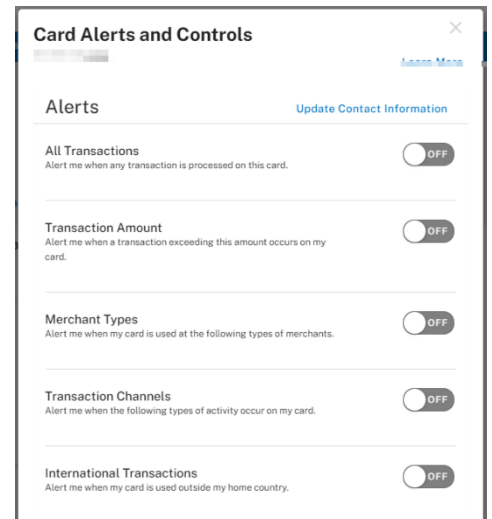 Card Alerts and Controls
Learn More
Alerts
Update Contact Information
All Transactions
OFF
Alert me when any transaction is processed on this card.
Transaction Amount
OFF
Alert me when a transaction exceeding this amount occurs on my
card.
Merchant Types
OFF
Alert me when my card is used at the following types of merchants.
Transaction Channels
OFF
Alert me when the following types of activity occur on my card.
International Transactions
OFF
Alert me when my card is used outside my home country.